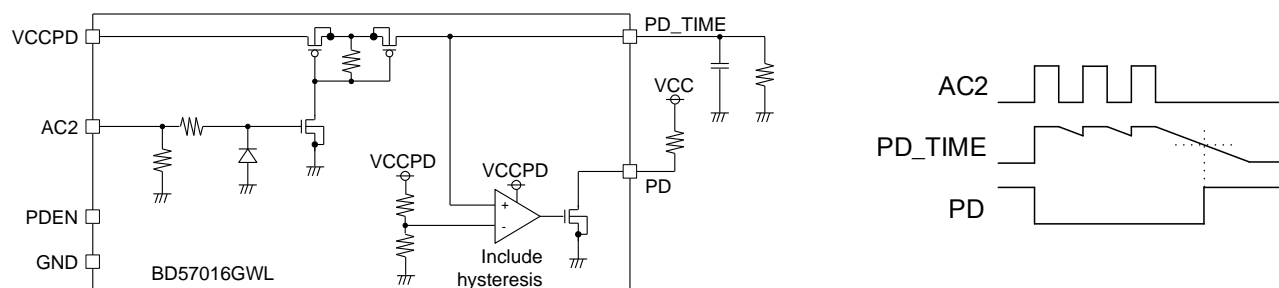 VCCPD
PD_TIME
VCC
AC2
VCCPD
VCCPD
PD
+
-
PDEN
GND
BD57016GWL
Include
hysteresis
AC2
PD_TIME
PD